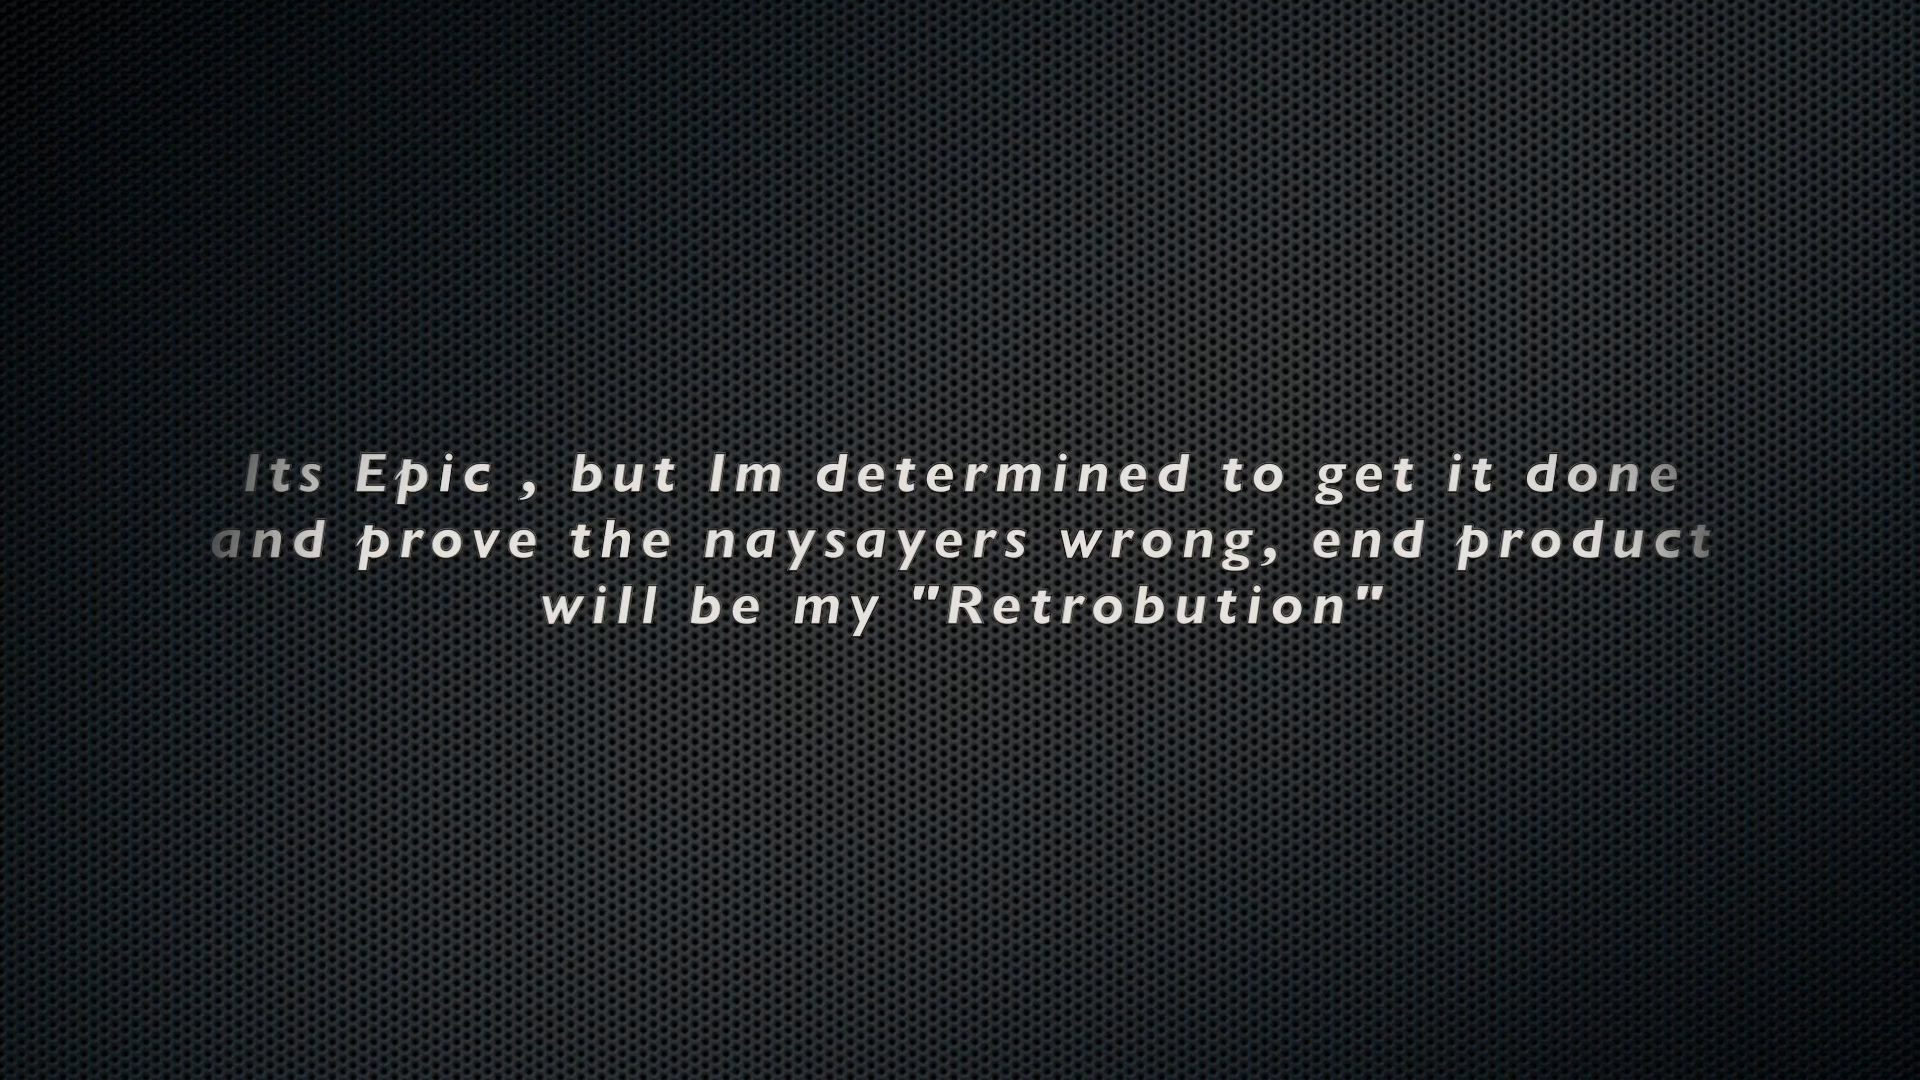 Its Epic , but Im determined to get it done
and prove the naysayers wrong, end product
will be my "Retrobution"